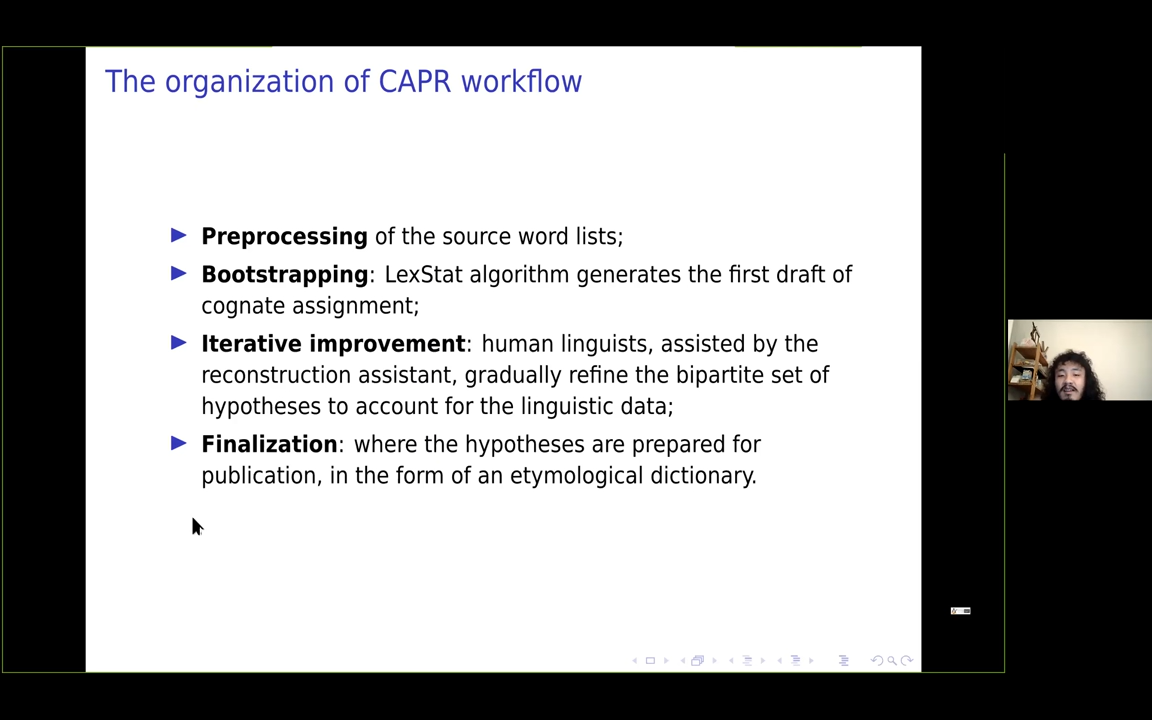 The organization of CAPR workflow
▶ Preprocessing of the source word lists;
▶ Bootstrapping: LexStat algorithm generates the first draft of
cognate assignment;
▶ Iterative improvement: human linguists, assisted by the
reconstruction assistant, gradually refine the bipartite set of
hypotheses to account for the linguistic data;
▶ Finalization: where the hypotheses are prepared for
publication, in the form of an etymological dictionary.